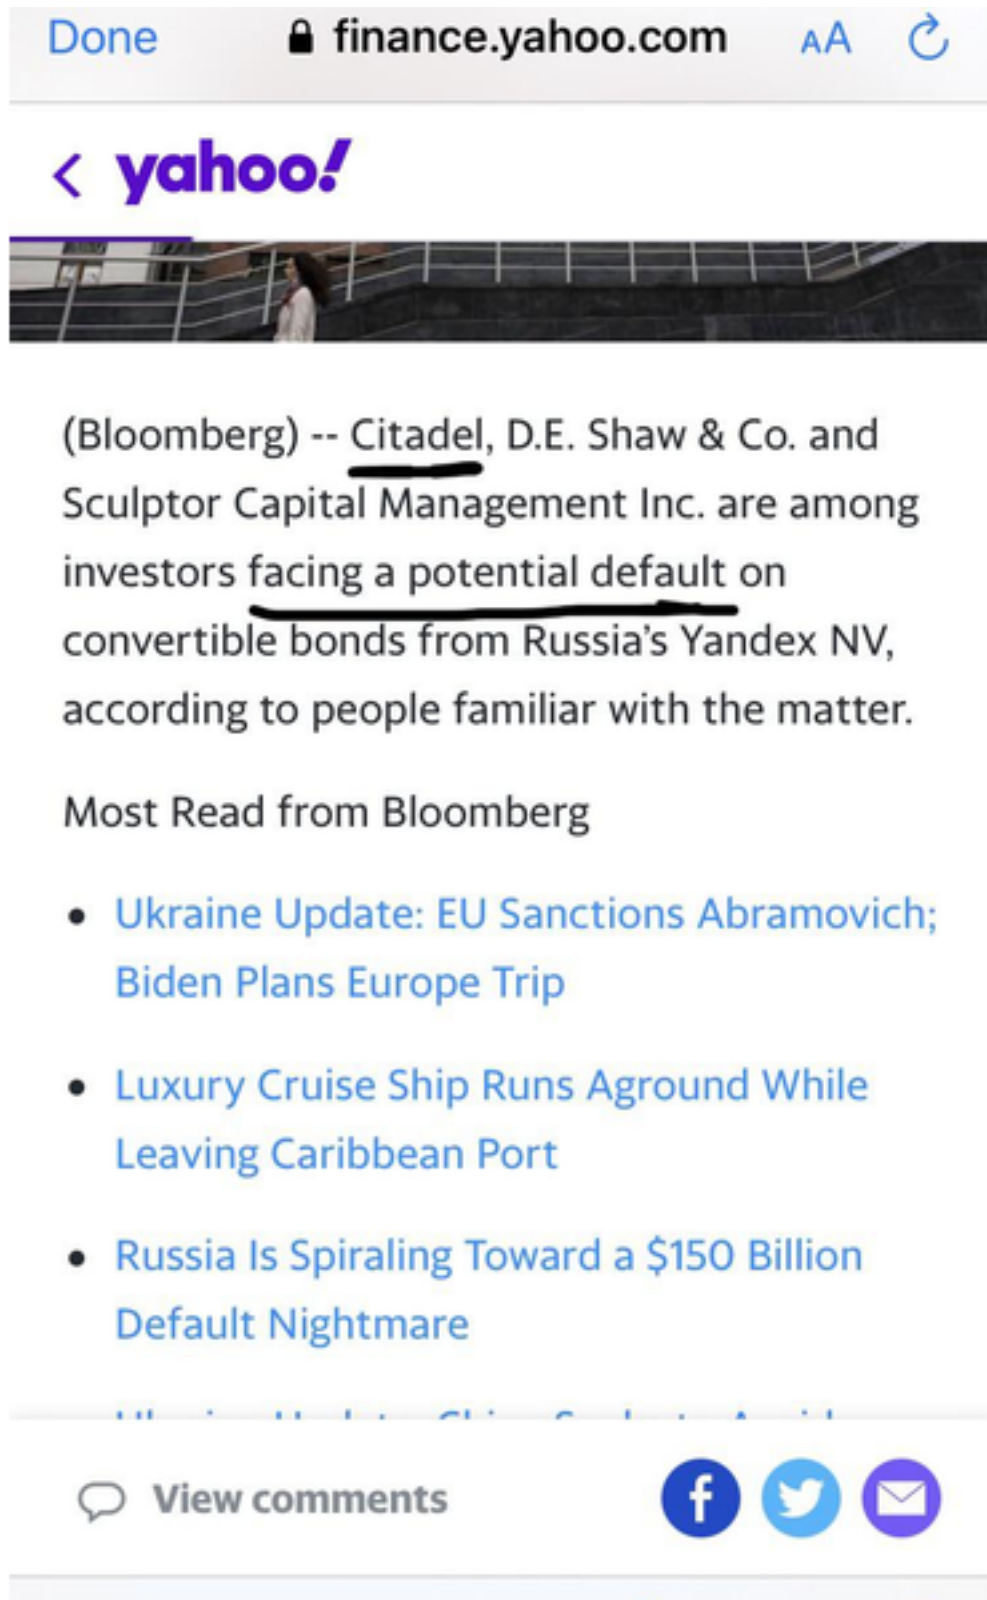 Done finance.yahoo.com AA
yahoo!
(Bloomberg) -- Citadel, D.E. Shaw & Co. and
Sculptor Capital Management Inc. are among
investors facing a potential default on
convertible bonds from Russia's Yandex NV,
according to people familiar with the matter.
Most Read from Bloomberg
• Ukraine Update: EU Sanctions Abramovich;
Biden Plans Europe Trip
• Luxury Cruise Ship Runs Aground While
Leaving Caribbean Port
• Russia Is Spiraling Toward a $150 Billion
Default Nightmare
View comments